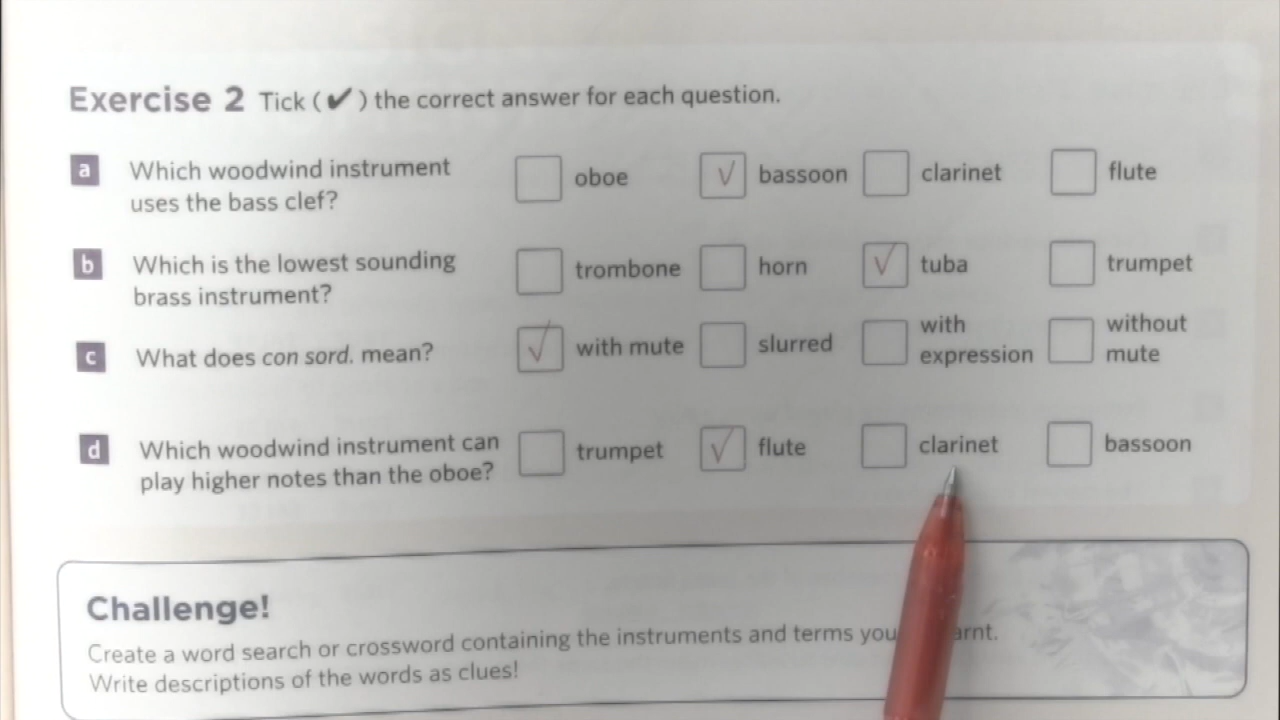 Exercise 2 Tick (✔) the correct answer for each question.
a Which woodwind instrument uses the bass clef? oboe ✓ bassoon clarinet flute
b Which is the lowest sounding brass instrument? trombone horn ✓ tuba trumpet
c What does con sord. mean? ✓ with mute slurred with expression without mute
d Which woodwind instrument can play higher notes than the oboe? trumpet ✓ flute clarinet bassoon
Challenge!
Create a word search or crossword containing the instruments and terms you
Write descriptions of the words as clues!